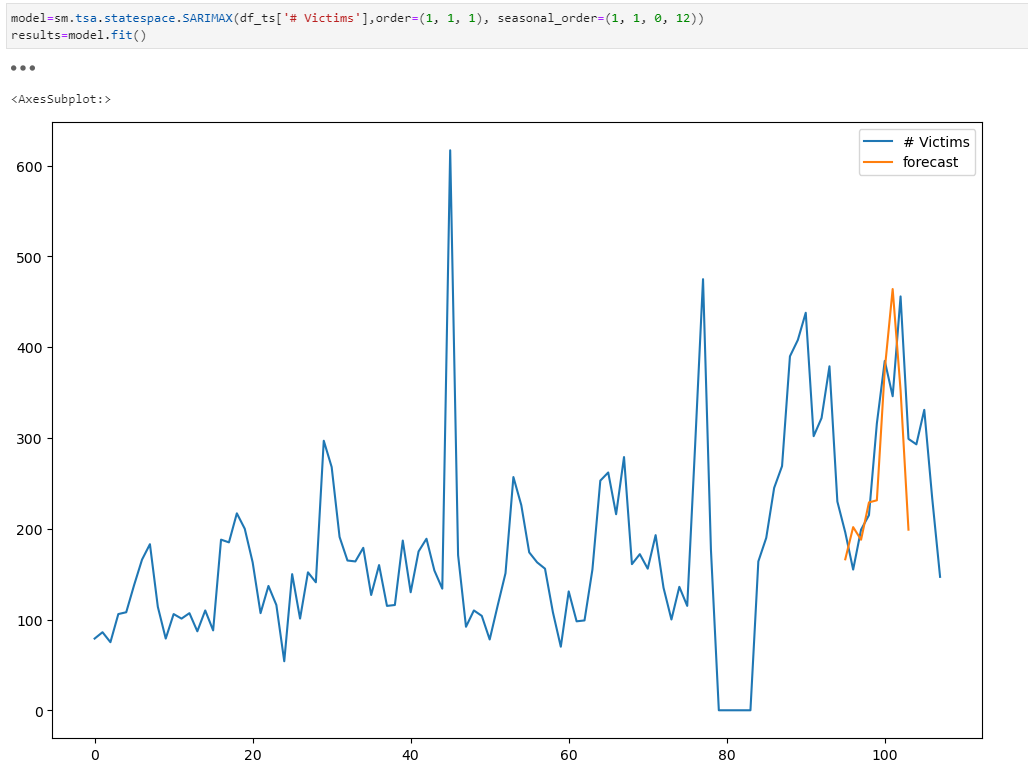 model=sm.tsa.statespace.SARIMAX(df_ts['# Victims'],order=(1, 1, 1), seasonal_order=(1, 1, 0, 12))
results=model.fit()
<AxesSubplot:>
# Victims
forecast
600
500
400
300
200
100
0
0 20 40 60 80 100